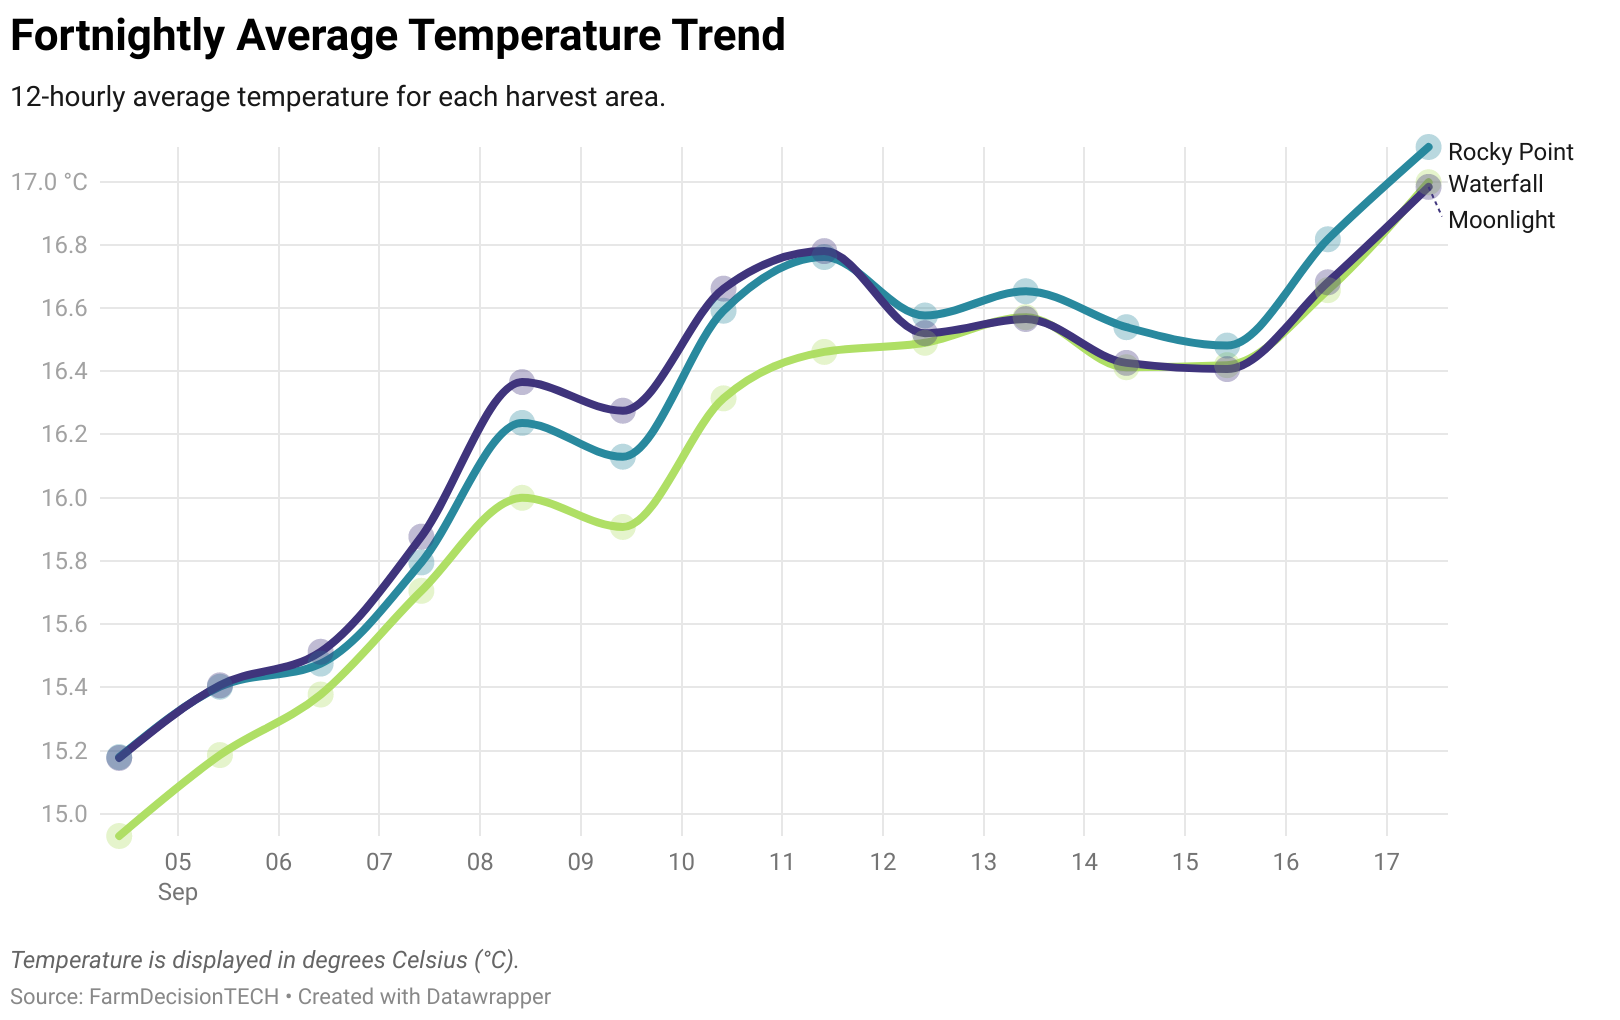 Fortnightly Average Temperature Trend
12-hourly average temperature for each harvest area.
Rocky Point
17.0 °C
Waterfall
Moonlight
16.8
16.6
16.4
16.2
16.0
15.8
15.6
15.4
15.2
15.0
05 06 07 08 09 10 11 12 13 14 15 16 17
Sep
Temperature is displayed in degrees Celsius (°C).
Source: FarmDecisionTECH • Created with Datawrapper